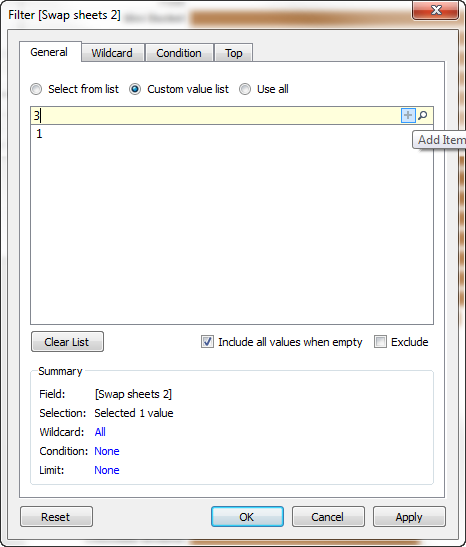 Filter [Swap sheets 2]
General Wildcard Condition Top
Select from list Custom value list Use all
3
1
Add Item
Clear List Include all values when empty Exclude
Summary
Field: [Swap sheets 2]
Selection: Selected 1 value
Wildcard: All
Condition: None
Limit: None
Reset OK Cancel Apply